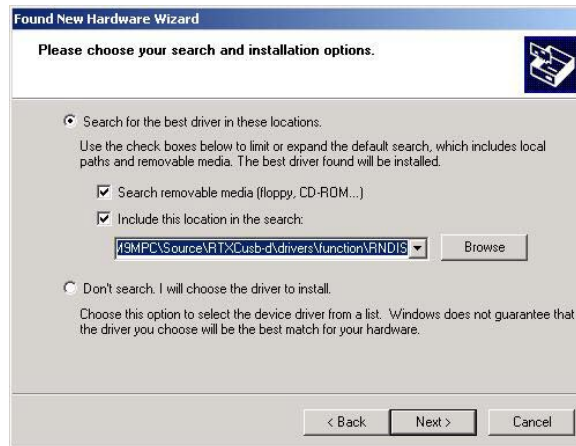 Found New Hardware Wizard
Please choose your search and installation options.
Search for the best driver in these locations.
Use the check boxes below to limit or expand the default search, which includes local
paths and removable media. The best driver found will be installed.
Search removable media (floppy, CD-ROM...)
Include this location in the search:
\Source\RTXCusb-d\drivers\function\RNDIS
Browse
Don't search. I will choose the driver to install.
Choose this option to select the device driver from a list. Windows does not guarantee that
the driver you choose will be the best match for your hardware.
< Back
Next >
Cancel